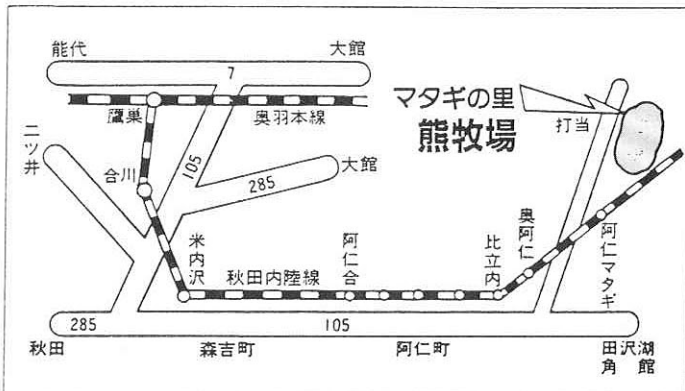 能代
大館
7
マタギの里
熊牧場
打当
鷹巣
奥羽本線
二ツ井
合川
105
285
大館
米内沢
秋田内陸線
阿仁合
比立内
奥阿仁
阿仁マタギ
285
105
秋田
森吉町
阿仁町
田沢湖
角館